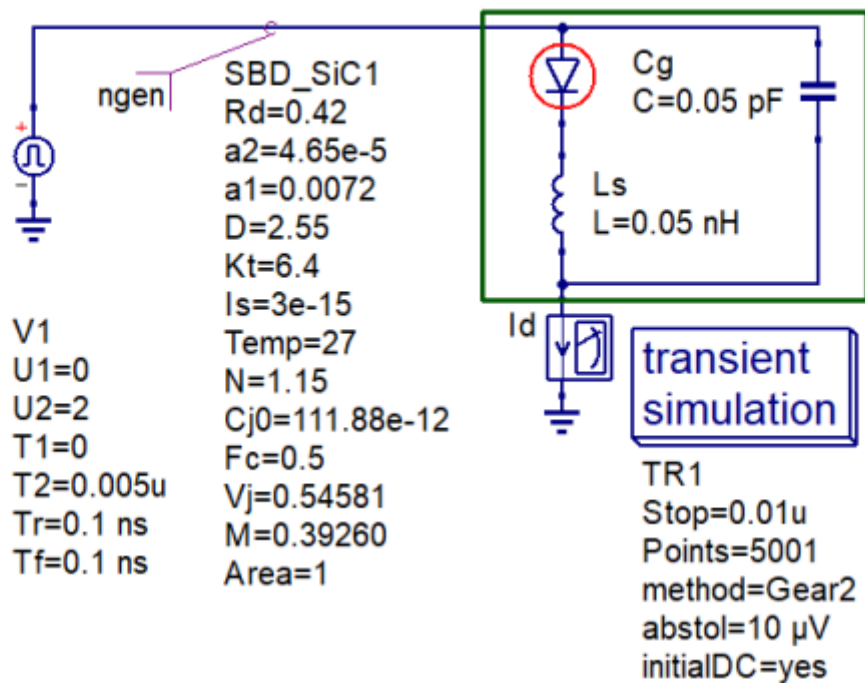 ngen
SBD_SiC1
Rd=0.42
a2=4.65e-5
a1=0.0072
D=2.55
Kt=6.4
Is=3e-15
Temp=27
N=1.15
Cj0=111.88e-12
Fc=0.5
Vj=0.54581
M=0.39260
Area=1
Cg
C=0.05 pF
Ls
L=0.05 nH
+
−
V1
U1=0
U2=2
T1=0
T2=0.005u
Tr=0.1 ns
Tf=0.1 ns
Id
transient
simulation
TR1
Stop=0.01u
Points=5001
method=Gear2
abstol=10 µV
initialDC=yes